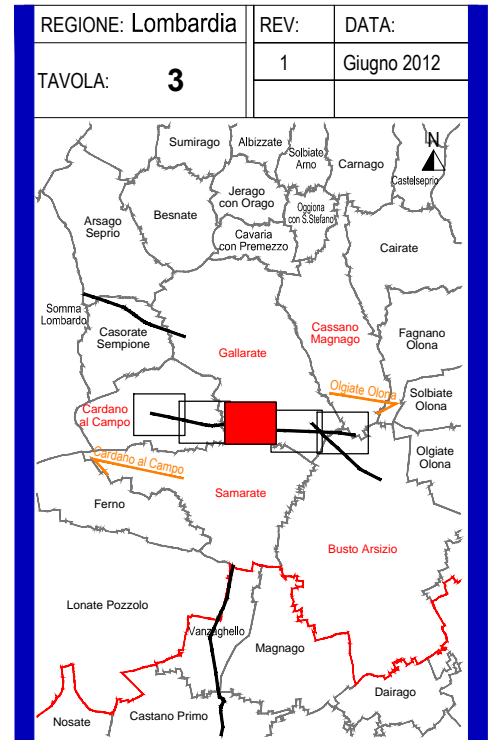 REGIONE: Lombardia REV: DATA:
TAVOLA: 3 1 Giugno 2012
N
Sumirago
Albizzate
Solbiate
Arno
Carnago
Castelseprio
Jerago
con Orago
Oggiona
con S.Stefano
Besnate
Arsago
Seprio
Cavaria
con Premezzo
Cairate
Somma
Lombardo
Casorate
Sempione
Gallarate
Cassano
Magnago
Fagnano
Olona
Olgiate Olona
Solbiate
Olona
Cardano
al Campo
Cardano al Campo
Olgiate
Olona
Ferno
Samarate
Busto Arsizio
Lonate Pozzolo
Vanzaghello
Magnago
Dairago
Nosate
Castano Primo